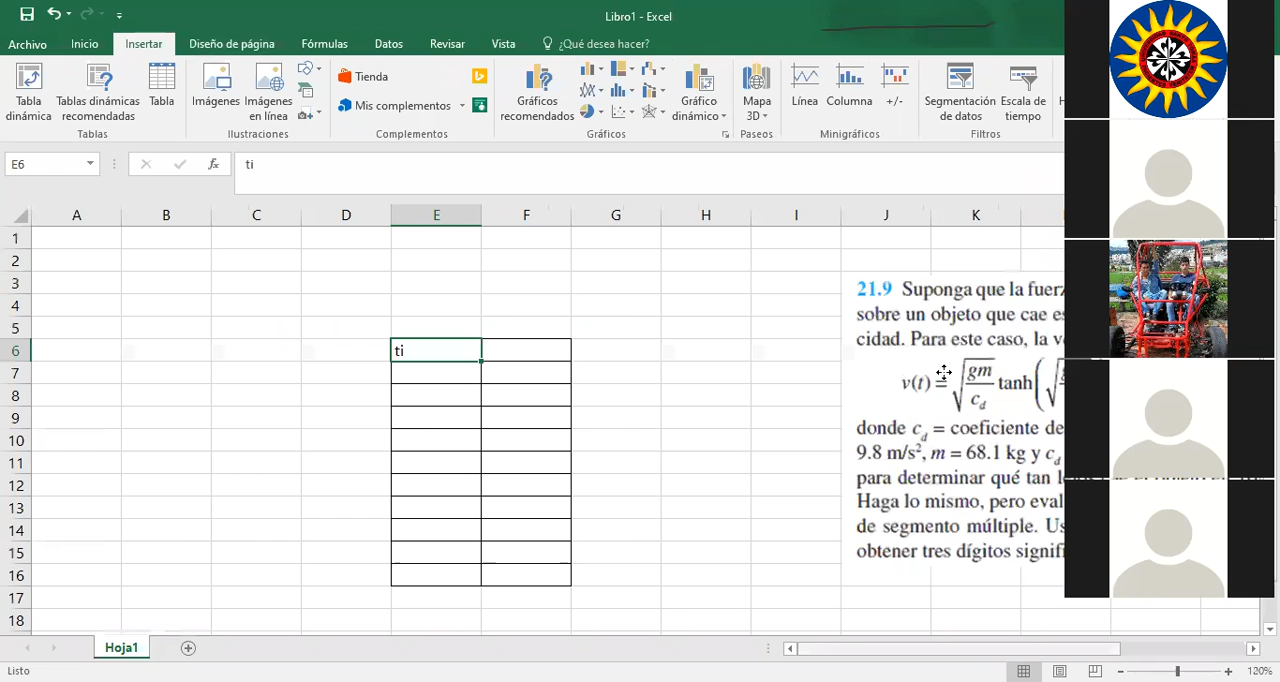 Libro1 - Excel
Archivo Inicio Insertar Diseño de página Fórmulas Datos Revisar Vista ¿Qué desea hacer?
Tabla dinámica
Tablas dinámicas recomendadas
Tabla
Tablas
Imágenes
Imágenes en línea
Ilustraciones
Tienda
Mis complementos
Complementos
Gráficos recomendados
Gráfico dinámico
Gráficos
Mapa 3D
Paseos
Línea
Columna
+/-
Minigráficos
Segmentación de datos
Escala de tiempo
Filtros
E6
fx
ti
A B C D E F G H I J K
1
2
3
4
5
6 ti
7
8
9
10
11
12
13
14
15
16
17
18
21.9 Suponga que la fuerz
sobre un objeto que cae es
cidad. Para este caso, la ve
v(t) = √(gm/c_d) tanh(√
donde c_d = coeficiente de
9.8 m/s², m = 68.1 kg y c_d
para determinar qué tan
Haga lo mismo, pero eval
de segmento múltiple. Us
obtener tres dígitos signifi
Hoja1
Listo
120%